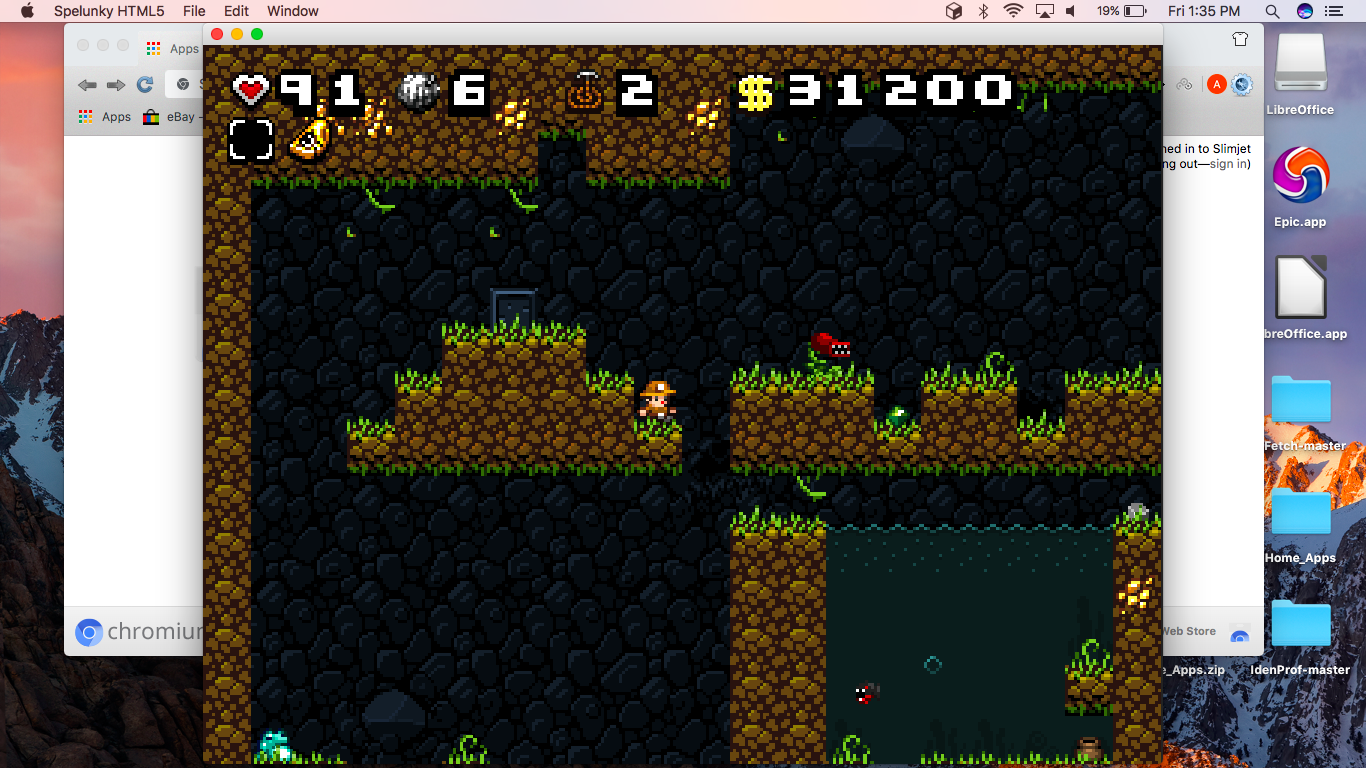 Spelunky HTML5 File Edit Window 19% Fri 1:35 PM
Apps
A
Apps eBay -
91 6 2 $ 31200
ned in to Slimjet
ng out—sign in)
chromiu
Web Store
LibreOffice
Epic.app
breOffice.app
Fetch-master
Home_Apps
e_Apps.zip
IdenProf-master